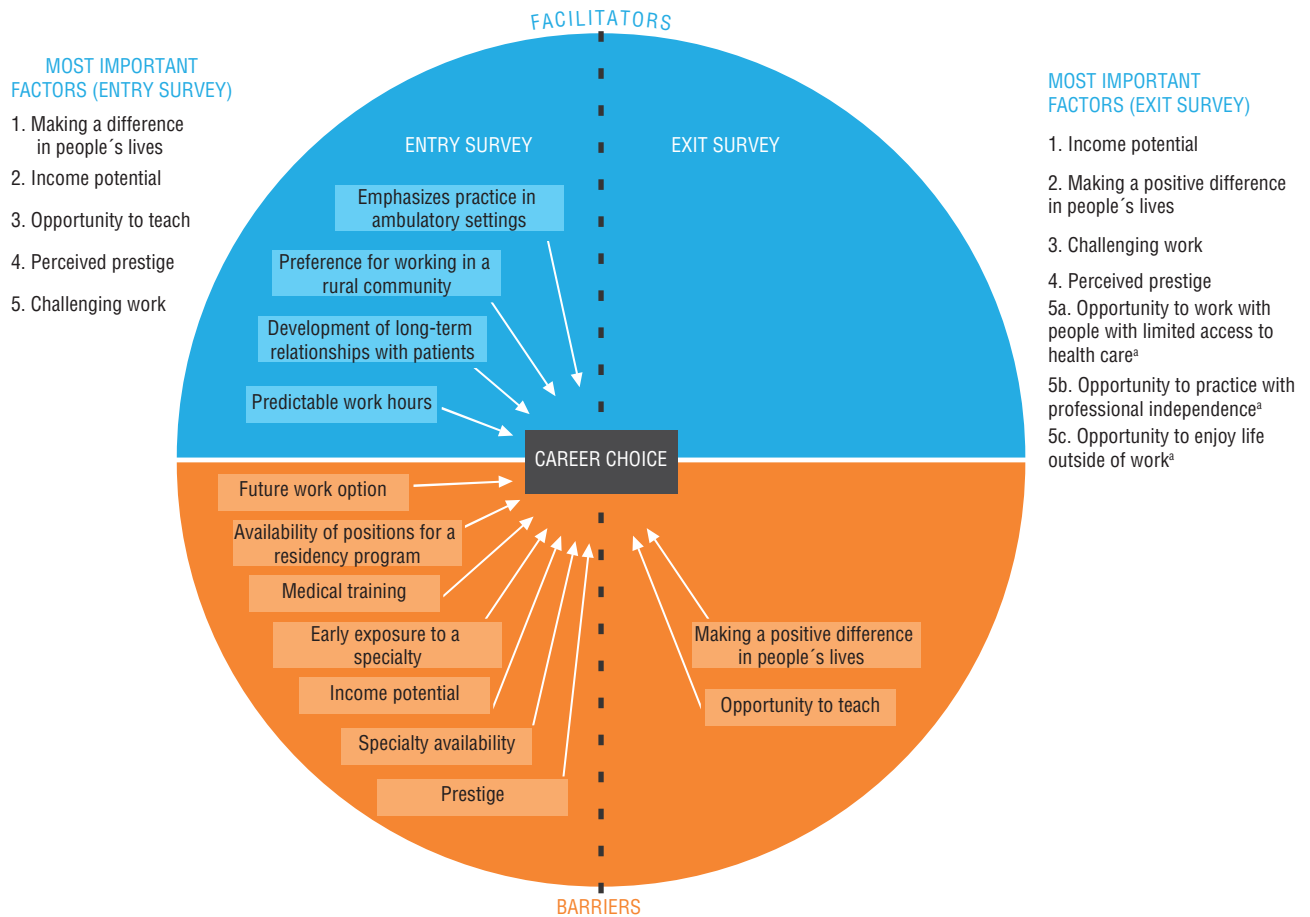 FACILITATORS
MOST IMPORTANT
FACTORS (ENTRY SURVEY)
1. Making a difference
in people´s lives
2. Income potential
3. Opportunity to teach
4. Perceived prestige
5. Challenging work
ENTRY SURVEY
EXIT SURVEY
Emphasizes practice in
ambulatory settings
Preference for working in a
rural community
Development of long-term
relationships with patients
Predictable work hours
CAREER CHOICE
Future work option
Availability of positions for a
residency program
Medical training
Early exposure to a
specialty
Income potential
Specialty availability
Prestige
Making a positive difference
in people´s lives
Opportunity to teach
BARRIERS
MOST IMPORTANT
FACTORS (EXIT SURVEY)
1. Income potential
2. Making a positive difference
in people´s lives
3. Challenging work
4. Perceived prestige
5a. Opportunity to work with
people with limited access to
health careª
5b. Opportunity to practice with
professional independenceª
5c. Opportunity to enjoy life
outside of workª